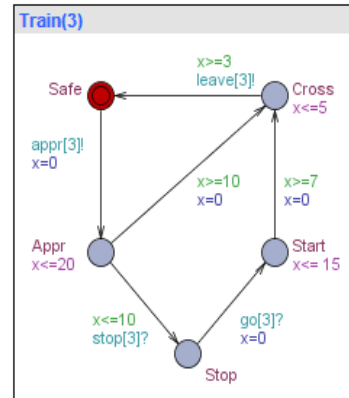 Train(3)
x>=3
leave[3]!
Safe
Cross
x<=5
appr[3]!
x=0
x>=10
x=0
x>=7
x=0
Appr
x<=20
Start
x<= 15
x<=10
stop[3]?
go[3]?
x=0
Stop